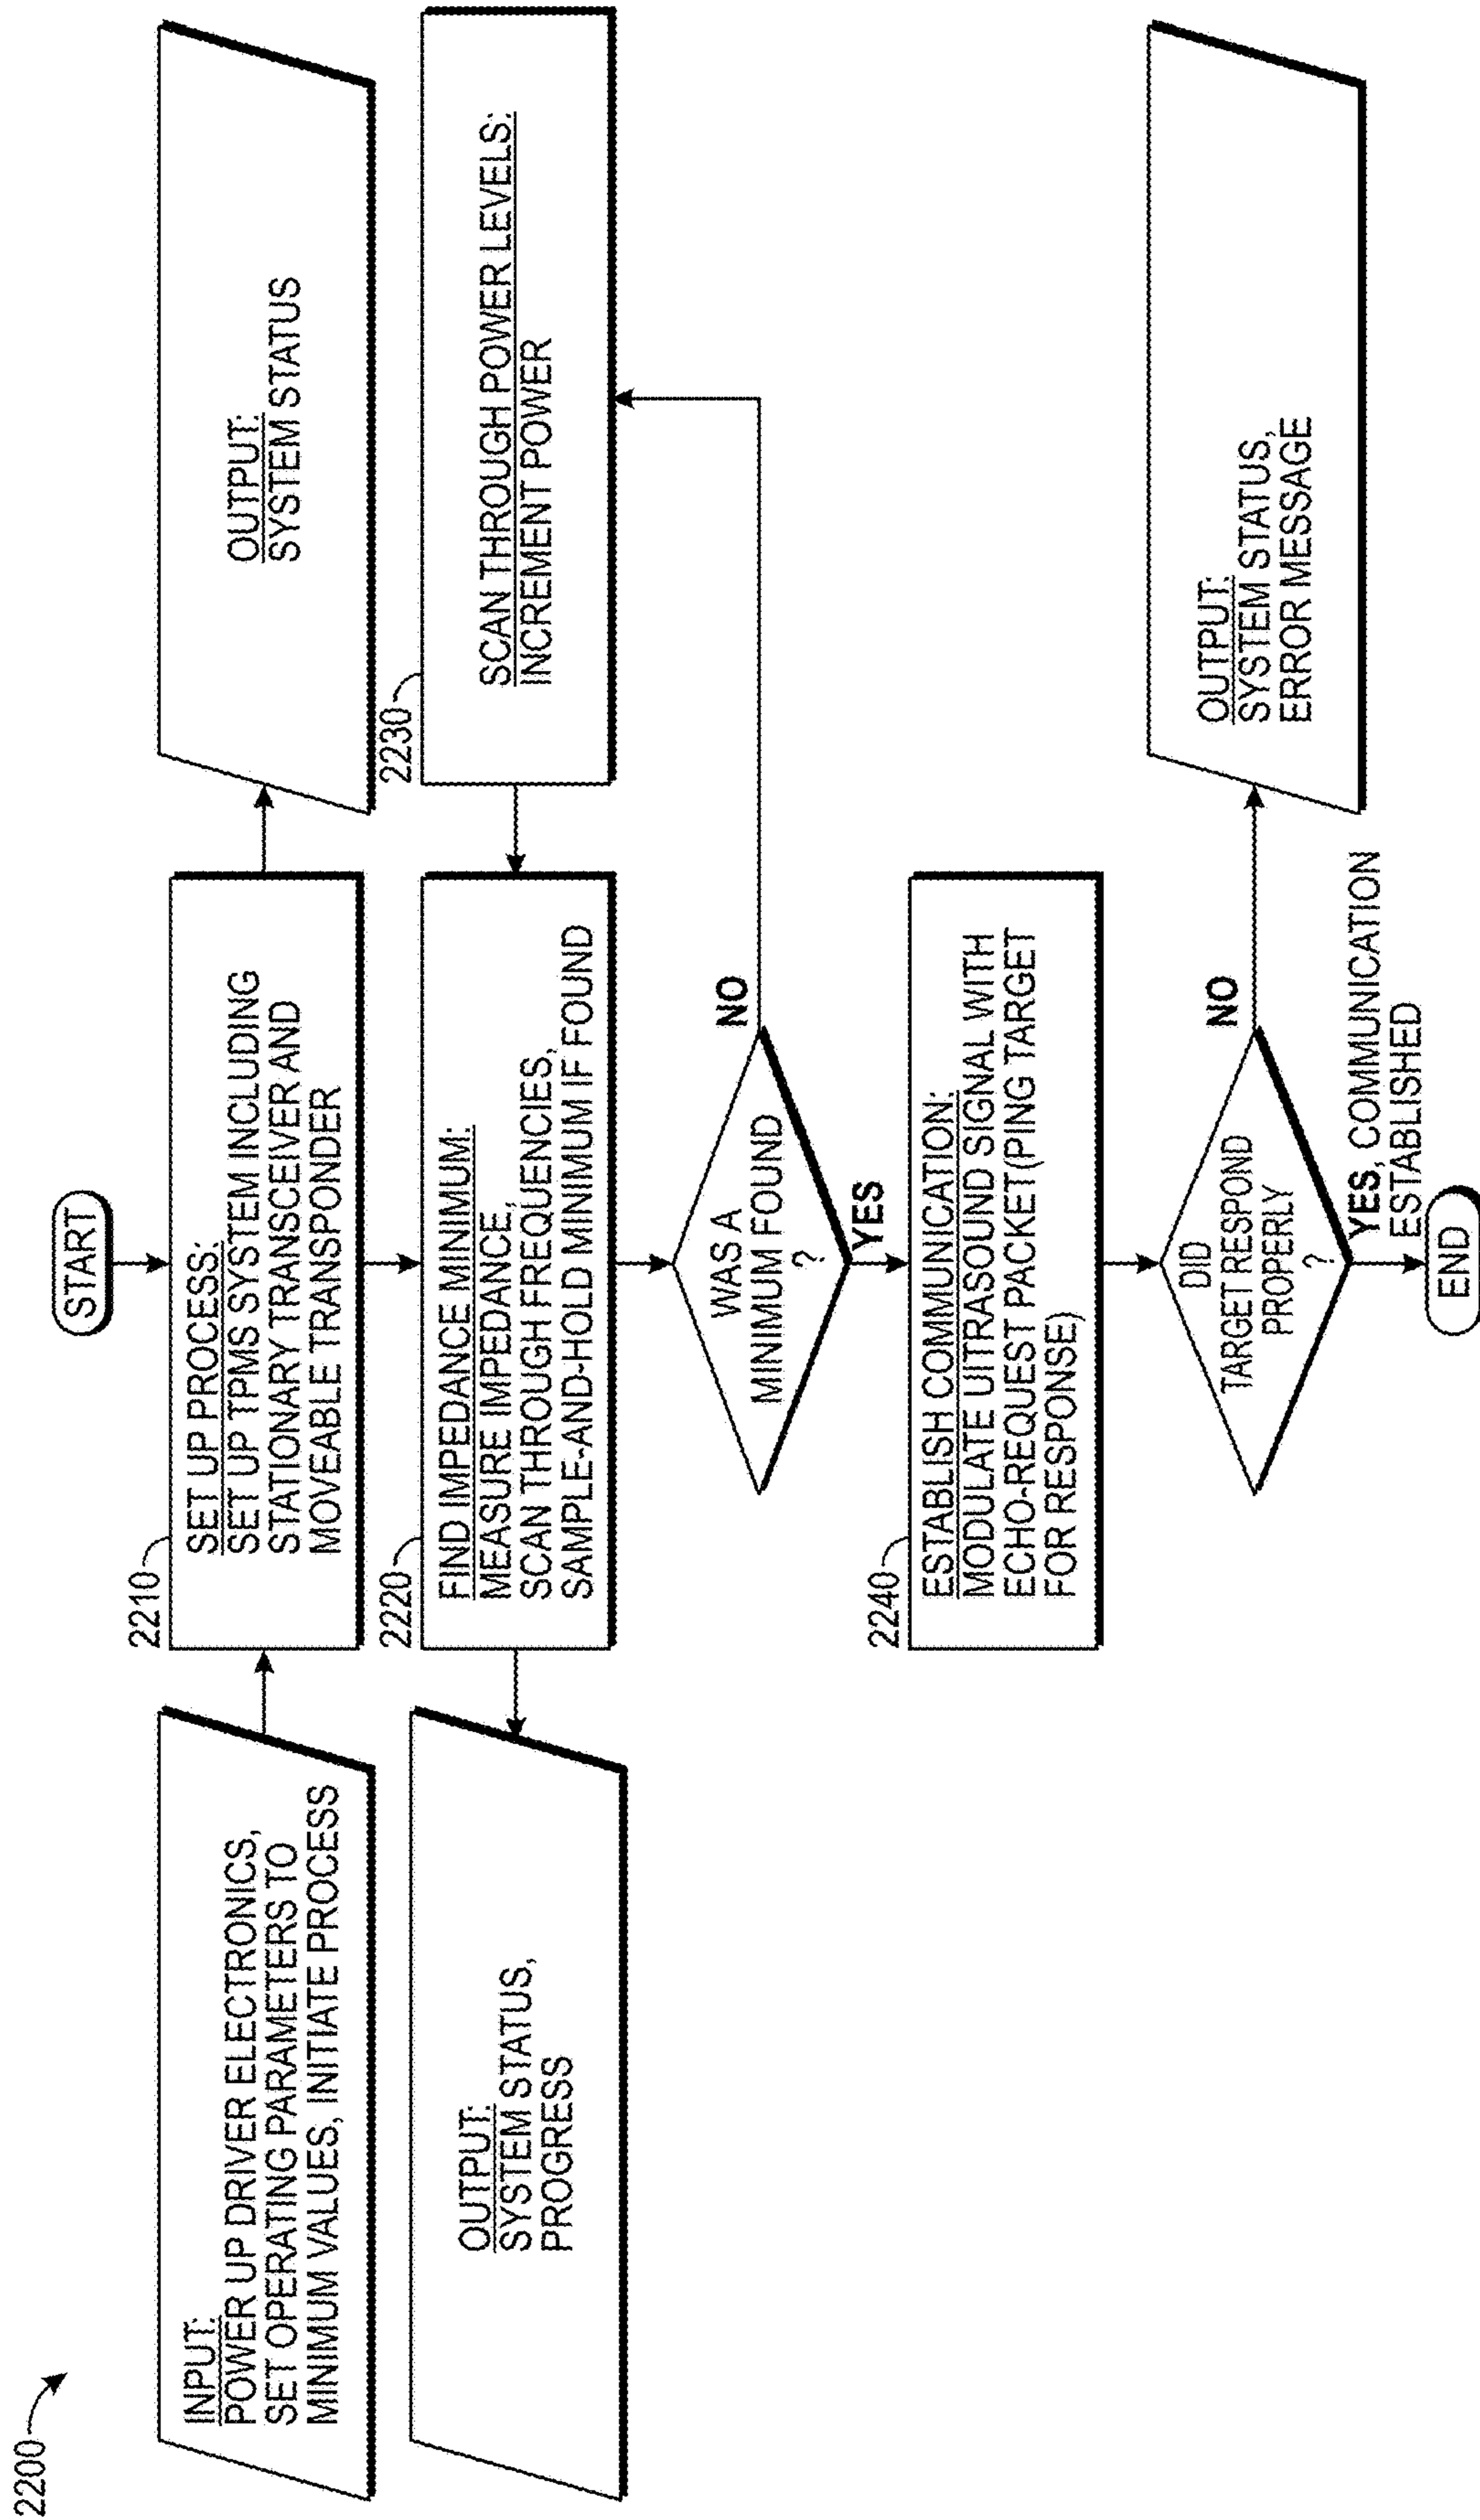 2200
START
INPUT:
POWER UP DRIVER ELECTRONICS,
SET OPERATING PARAMETERS TO
MINIMUM VALUES, INITIATE PROCESS
2210
SET UP PROCESS:
SET UP TPMS SYSTEM INCLUDING
STATIONARY TRANSCEIVER AND
MOVEABLE TRANSPONDER
OUTPUT:
SYSTEM STATUS
OUTPUT:
SYSTEM STATUS,
PROGRESS
2220
FIND IMPEDANCE MINIMUM:
MEASURE IMPEDANCE,
SCAN THROUGH FREQUENCIES,
SAMPLE-AND-HOLD MINIMUM IF FOUND
2230
SCAN THROUGH POWER LEVELS:
INCREMENT POWER
WAS A
MINIMUM FOUND
?
NO
YES
2240
ESTABLISH COMMUNICATION:
MODULATE UITRASOUND SIGNAL WITH
ECHO-REQUEST PACKET(PING TARGET
FOR RESPONSE)
DID
TARGET RESPOND
PROPERLY
?
NO
OUTPUT:
SYSTEM STATUS,
ERROR MESSAGE
YES, COMMUNICATION
ESTABLISHED
END